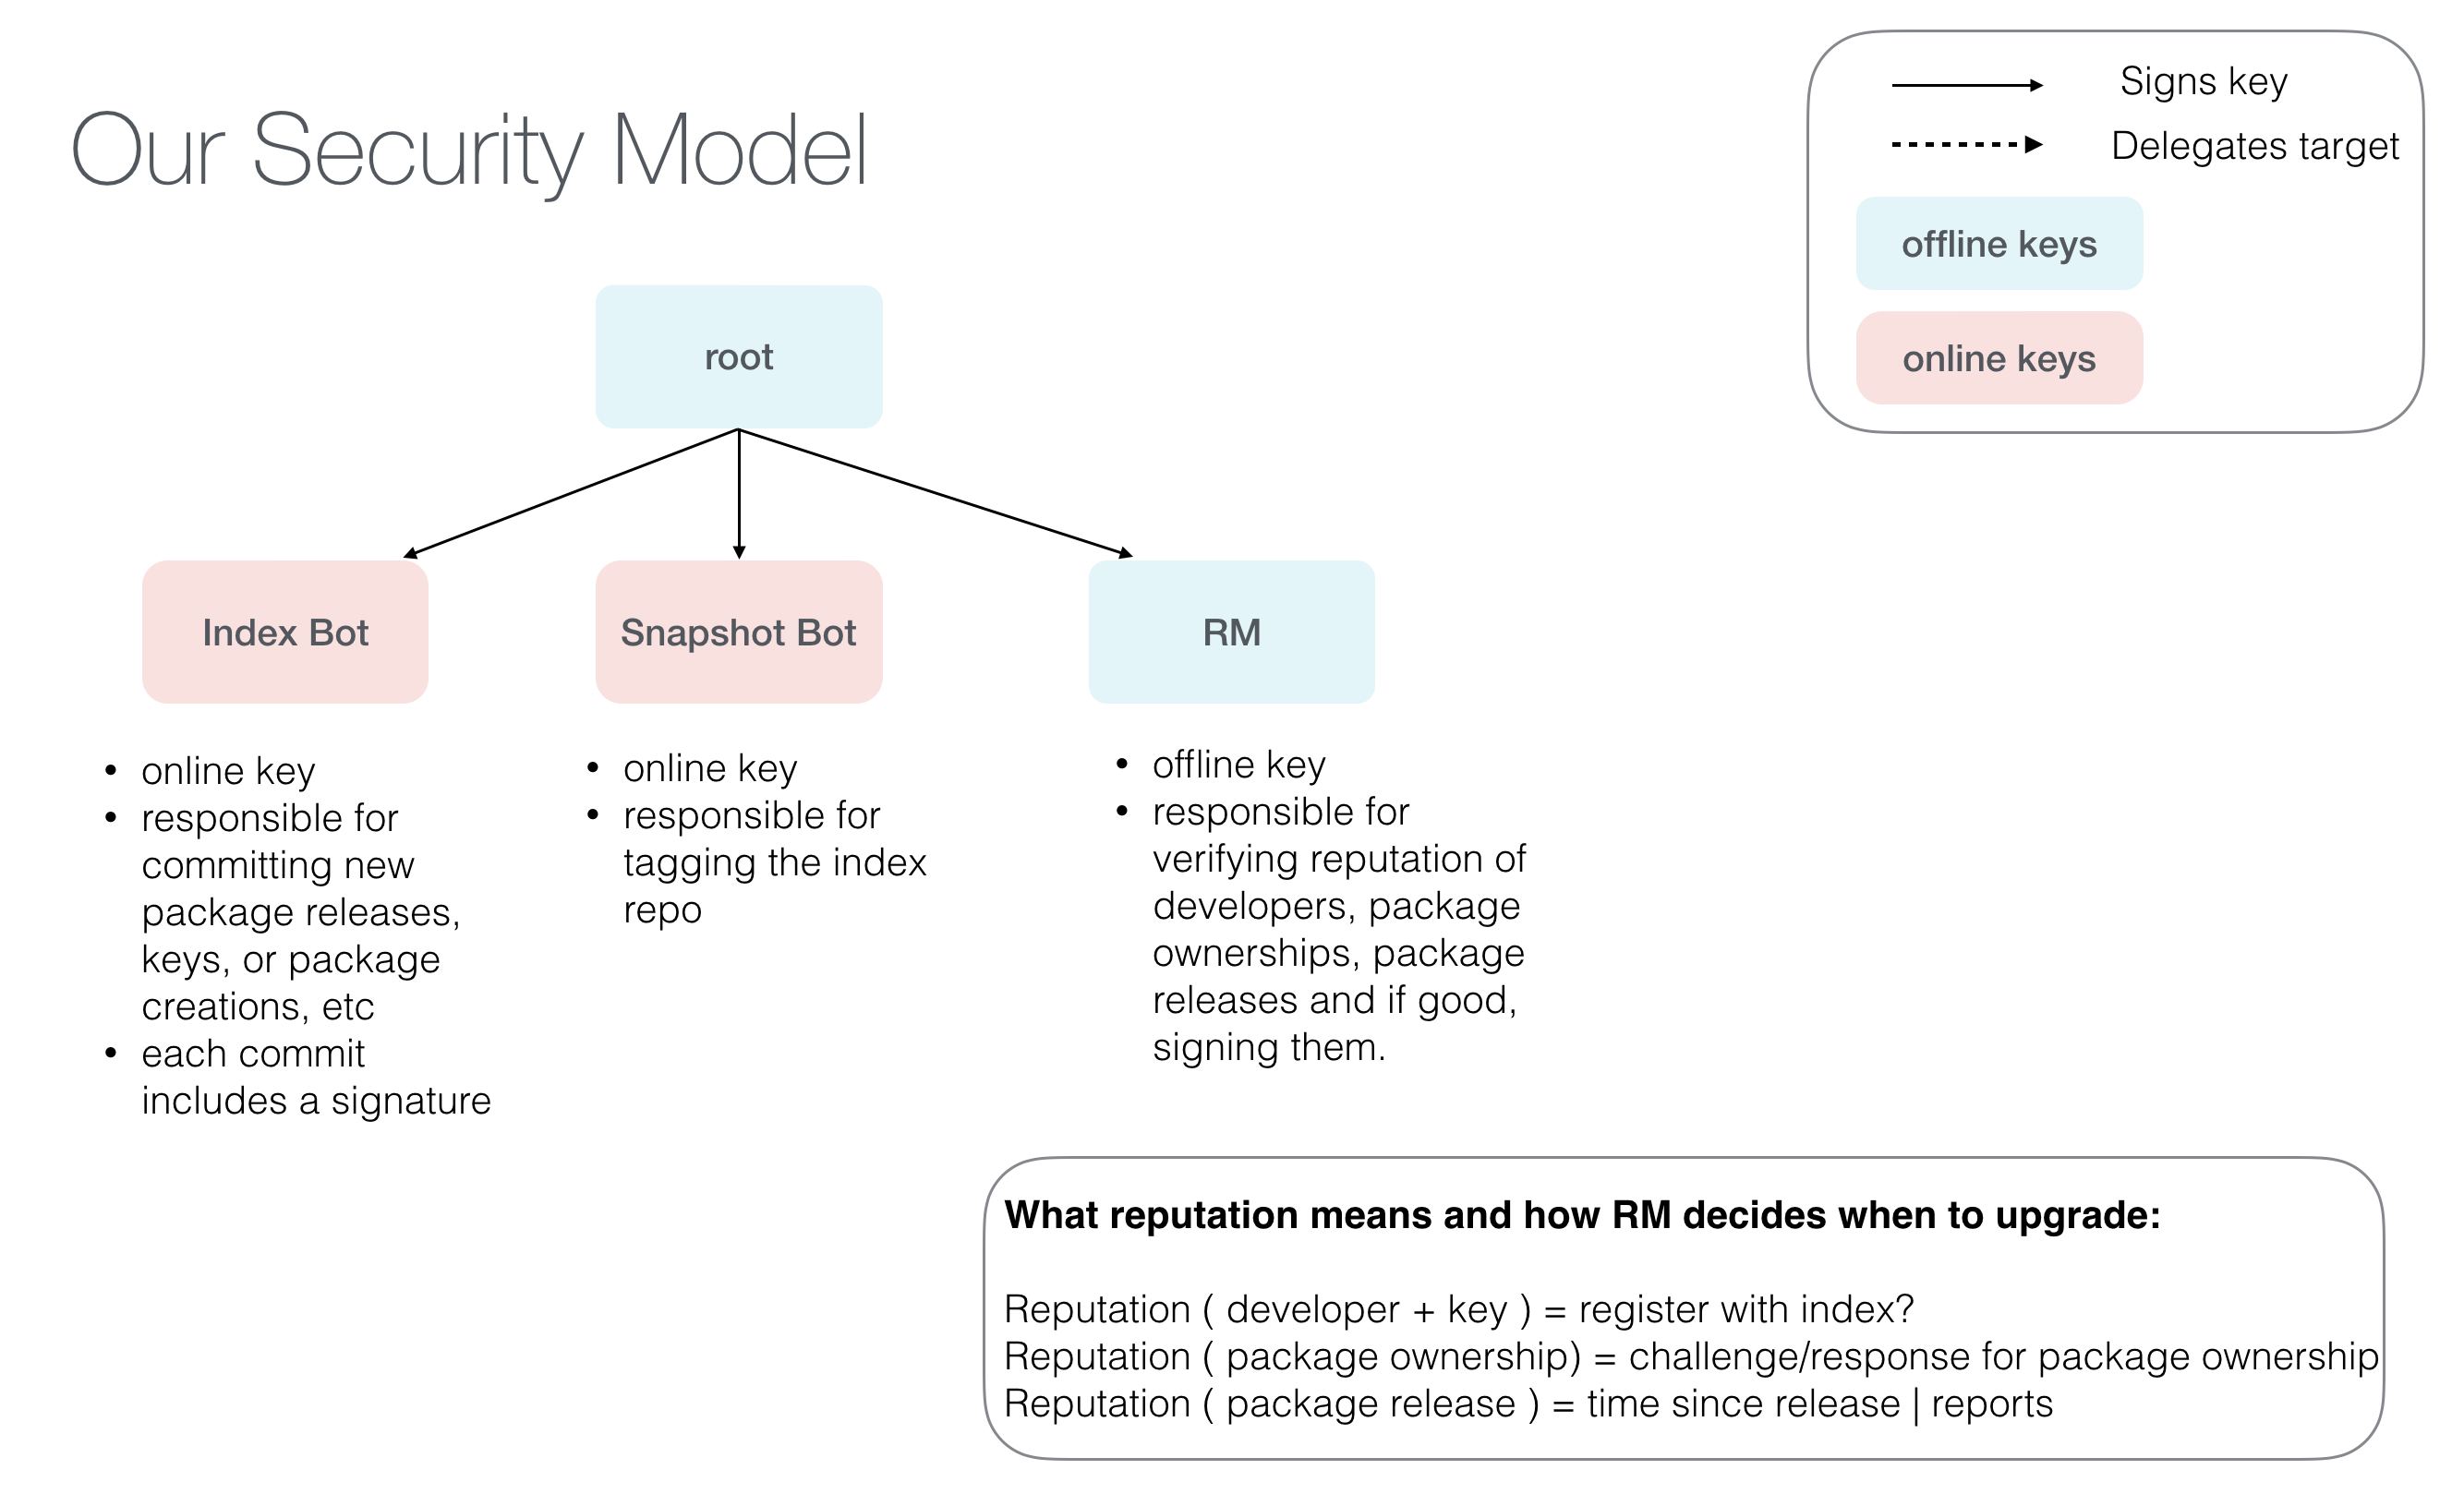 Our Security Model
Signs key
Delegates target
offline keys
online keys
root
Index Bot
Snapshot Bot
RM
• online key
• responsible for
committing new
package releases,
keys, or package
creations, etc
• each commit
includes a signature
• online key
• responsible for
tagging the index
repo
• offline key
• responsible for
verifying reputation of
developers, package
ownerships, package
releases and if good,
signing them.
What reputation means and how RM decides when to upgrade:
Reputation ( developer + key ) = register with index?
Reputation ( package ownership) = challenge/response for package ownership
Reputation ( package release ) = time since release | reports